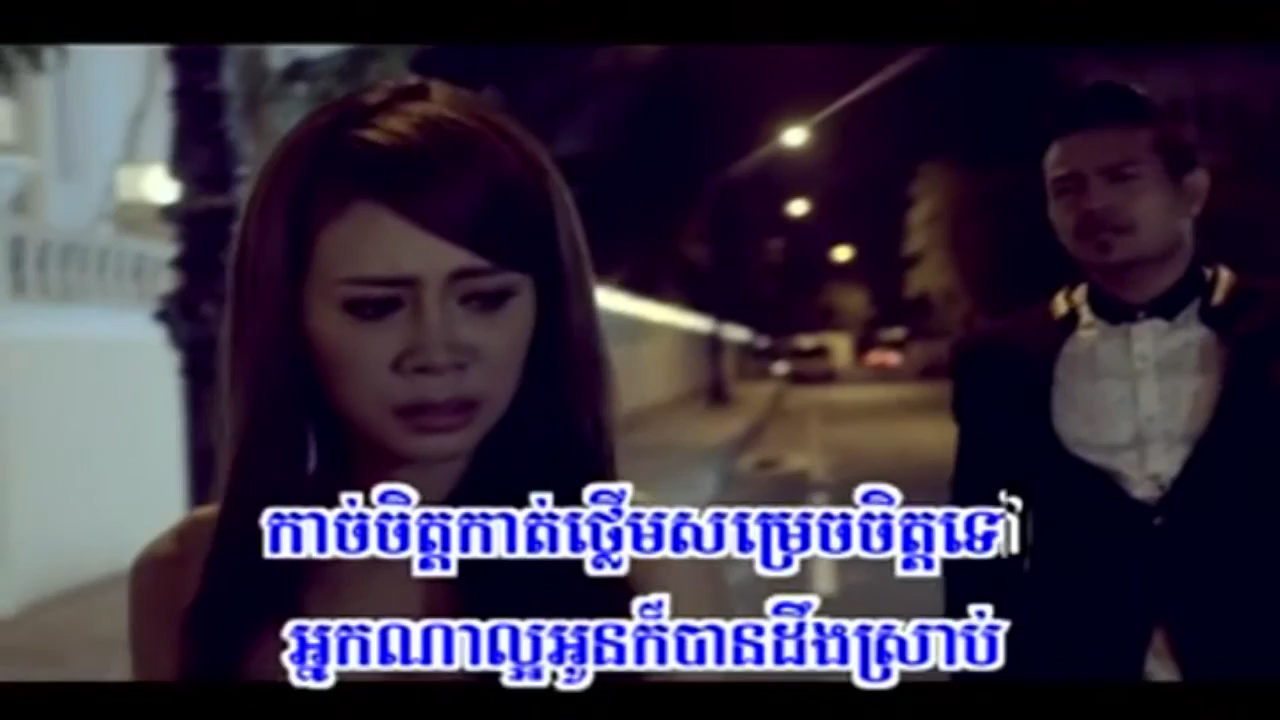 កាច់ចិត្តកាត់ថ្លើមសម្រេចចិត្តទៅ
អ្នកណាល្អអូនក៏បានដឹងស្រាប់